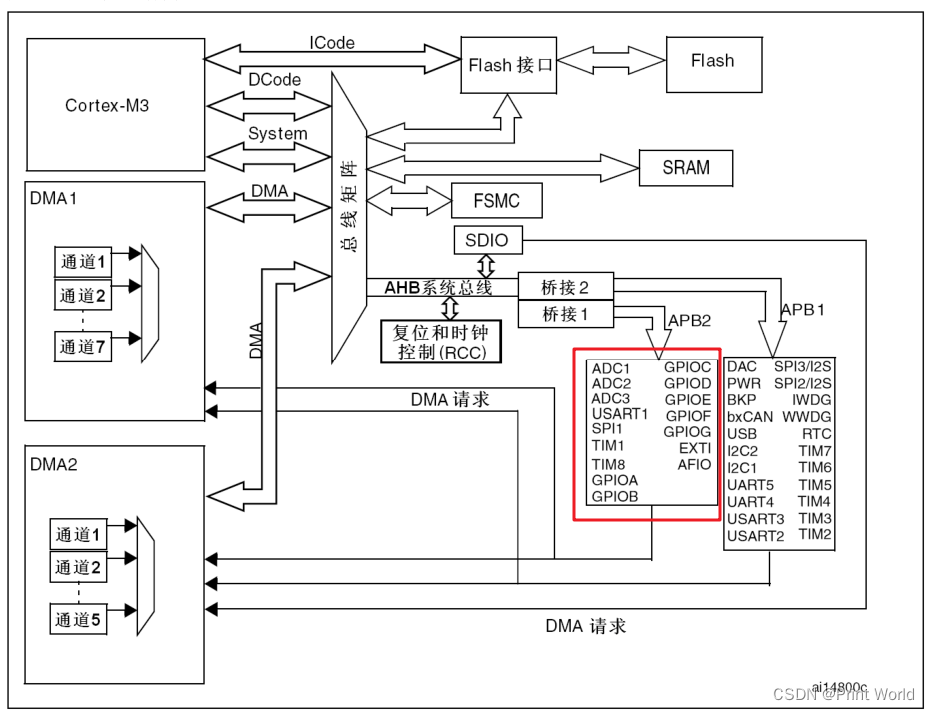 ICode
Cortex-M3
DCode
System
Flash 接口
Flash
总线矩阵
SRAM
DMA
FSMC
DMA1
通道1
通道2
通道7
SDIO
AHB系统总线
桥接2
桥接1
复位和时钟
控制(RCC)
APB2
APB1
DMA
DMA 请求
ADC1 GPIOC
ADC2 GPIOD
ADC3 GPIOE
USART1 GPIOF
SPI1 GPIOG
TIM1 EXTI
TIM8 AFIO
GPIOA
GPIOB
DAC SPI3/I2S
PWR SPI2/I2S
BKP IWDG
bxCAN WWDG
USB RTC
I2C2 TIM7
I2C1 TIM6
UART5 TIM5
UART4 TIM4
USART3 TIM3
USART2 TIM2
DMA2
通道1
通道2
通道5
DMA 请求
ai14800c
CSDN @Print World